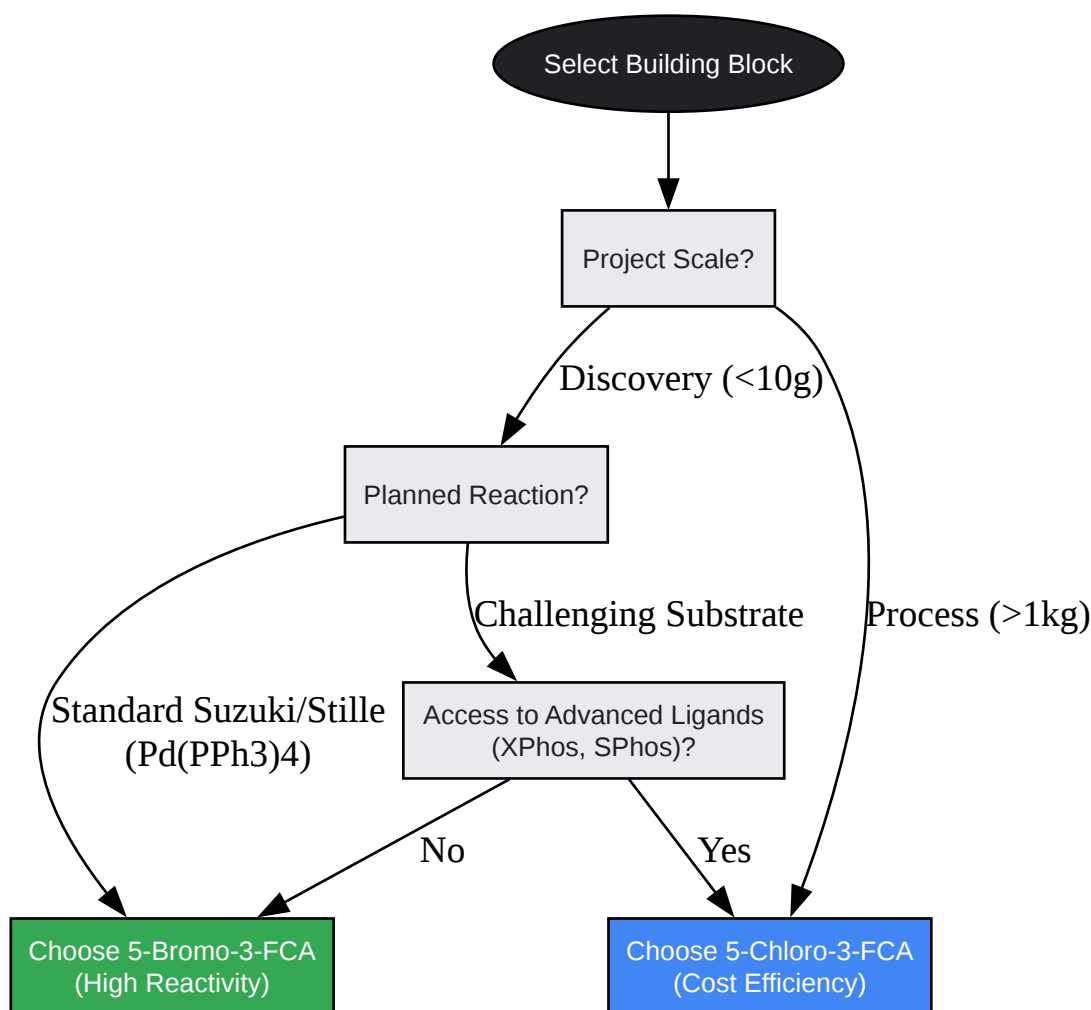 Select Building Block
Project Scale?
Discovery (<10g)
Planned Reaction?
Challenging Substrate
Process (>1kg)
Standard Suzuki/Stille
(Pd(PPh3)4)
Access to Advanced Ligands
(XPhos, SPhos)?
No
Yes
Choose 5-Bromo-3-FCA
(High Reactivity)
Choose 5-Chloro-3-FCA
(Cost Efficiency)